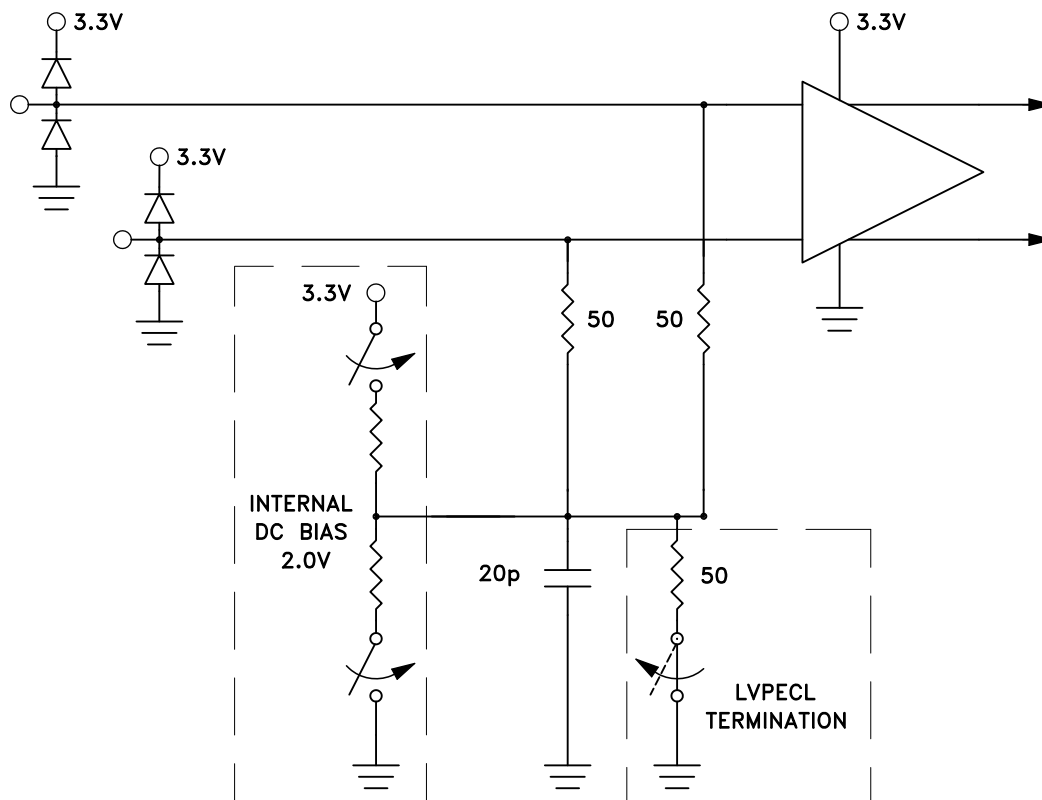 3.3V
3.3V
3.3V
3.3V
50
50
INTERNAL
DC BIAS
2.0V
20p
50
LVPECL
TERMINATION